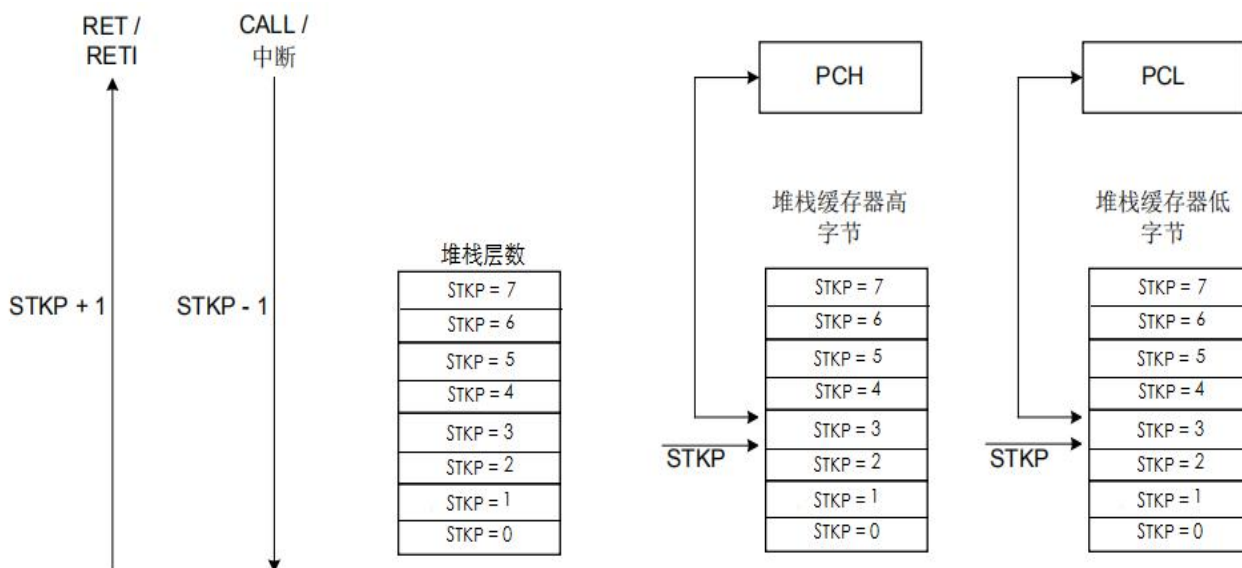 RET /
RETI
CALL /
中断
PCH
PCL
堆栈缓存器高
字节
堆栈缓存器低
字节
堆栈层数
STKP + 1
STKP - 1
STKP = 7
STKP = 6
STKP = 5
STKP = 4
STKP = 3
STKP = 2
STKP = 1
STKP = 0
STKP
STKP = 7
STKP = 6
STKP = 5
STKP = 4
STKP = 3
STKP = 2
STKP = 1
STKP = 0
STKP
STKP = 7
STKP = 6
STKP = 5
STKP = 4
STKP = 3
STKP = 2
STKP = 1
STKP = 0